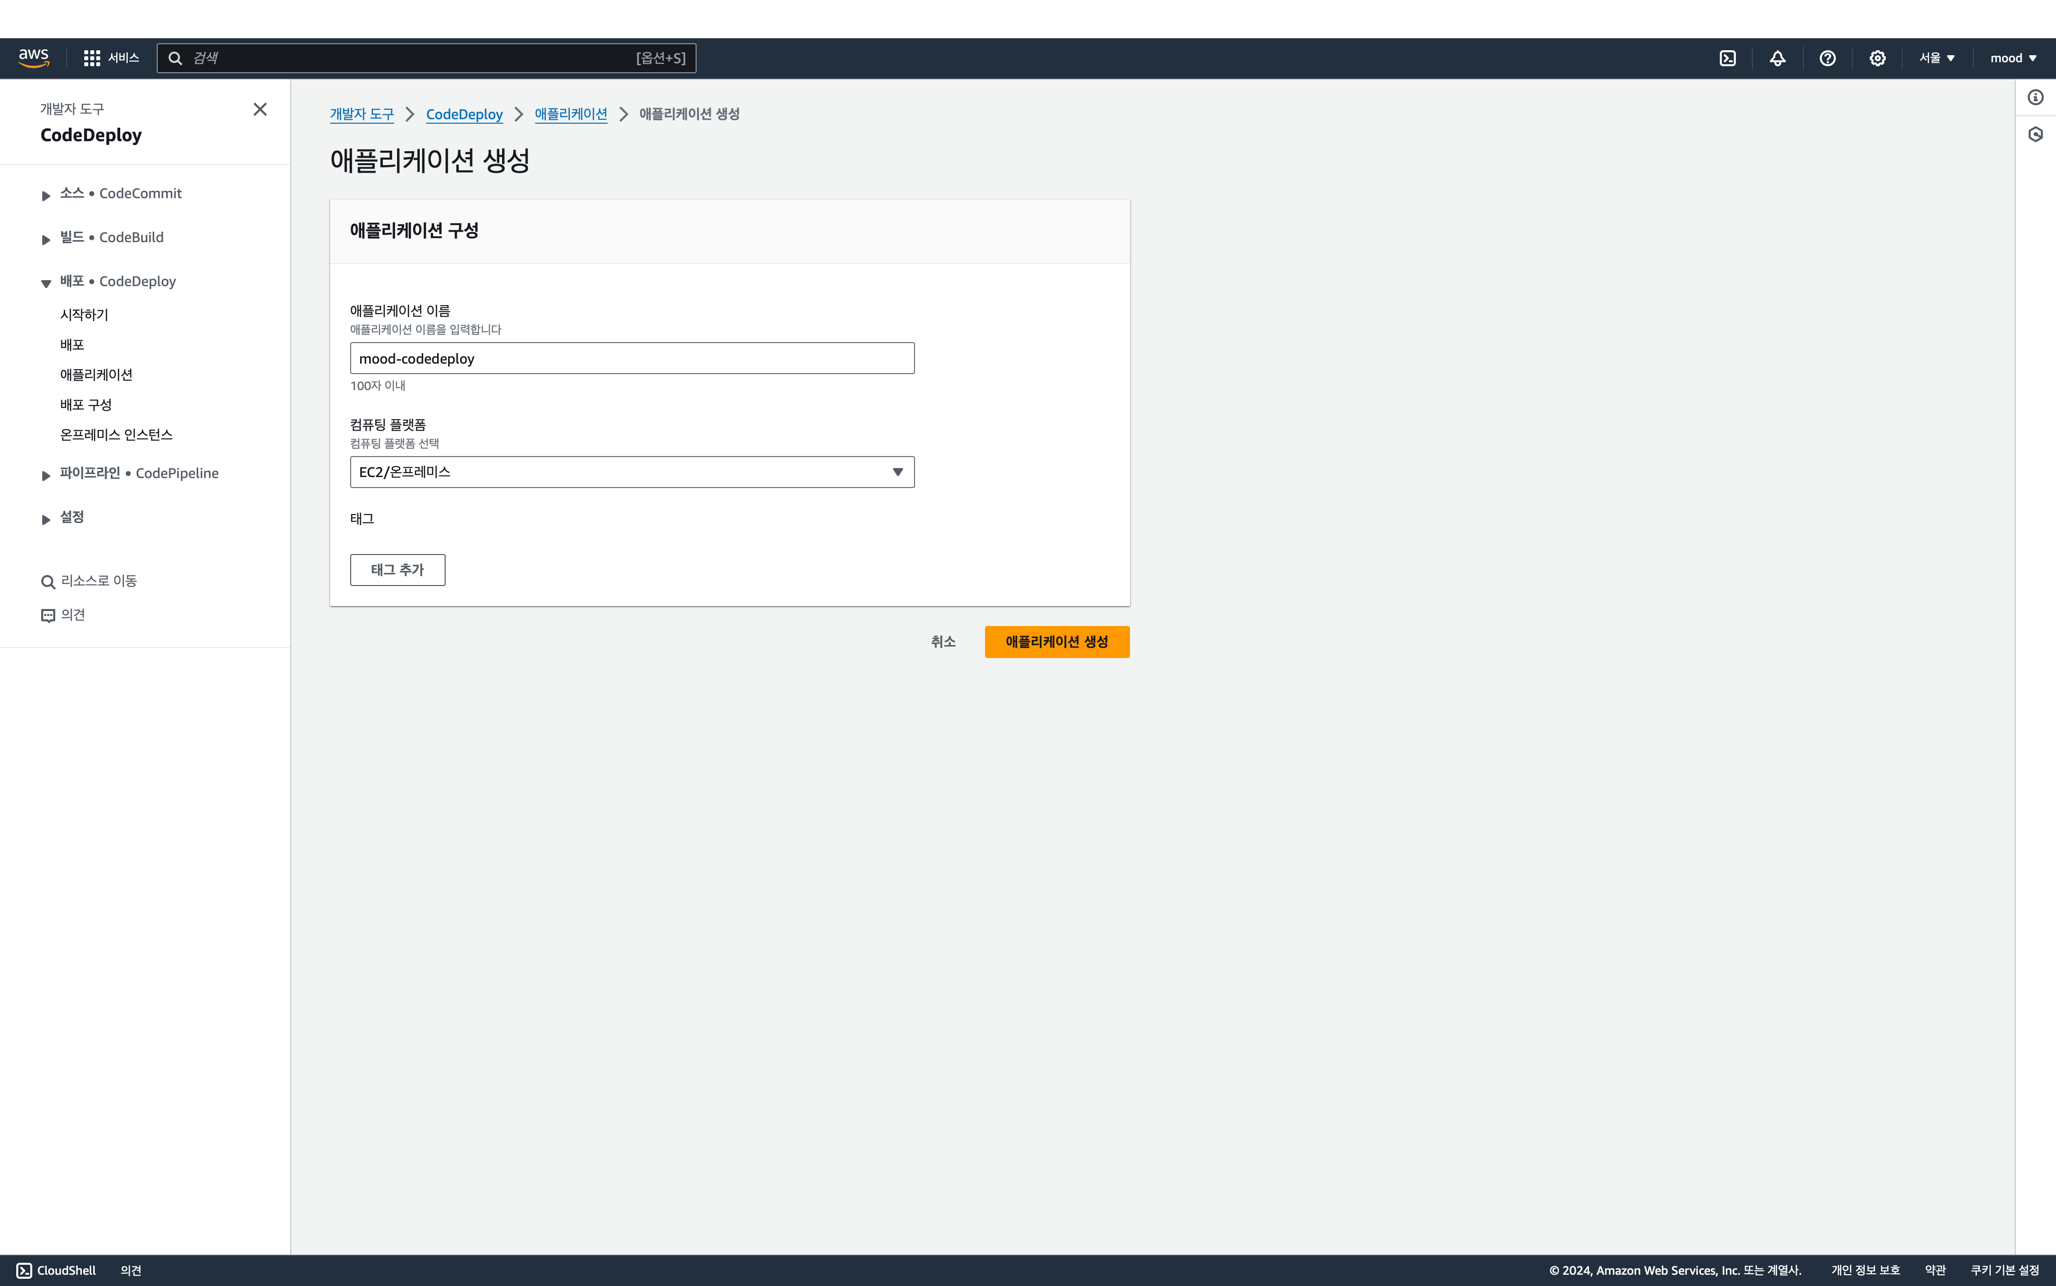 aws
서비스
검색
[옵션+S]
서울 ▼
mood ▼
개발자 도구
CodeDeploy
소스 • CodeCommit
빌드 • CodeBuild
배포 • CodeDeploy
시작하기
배포
애플리케이션
배포 구성
온프레미스 인스턴스
파이프라인 • CodePipeline
설정
리소스로 이동
의견
개발자 도구 > CodeDeploy > 애플리케이션 > 애플리케이션 생성
애플리케이션 생성
애플리케이션 구성
애플리케이션 이름
애플리케이션 이름을 입력합니다
mood-codedeploy
100자 이내
컴퓨팅 플랫폼
컴퓨팅 플랫폼 선택
EC2/온프레미스
태그
태그 추가
취소
애플리케이션 생성
CloudShell
의견
© 2024, Amazon Web Services, Inc. 또는 계열사.
개인 정보 보호
약관
쿠키 기본 설정